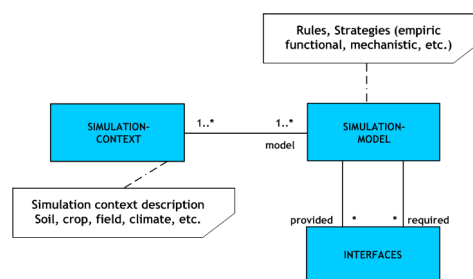 Rules, Strategies (empiric
functional, mechanistic, etc.)
SIMULATION-
CONTEXT
1..*
1..*
model
SIMULATION-
MODEL
Simulation context description
Soil, crop, field, climate, etc.
provided
*
*
required
INTERFACES